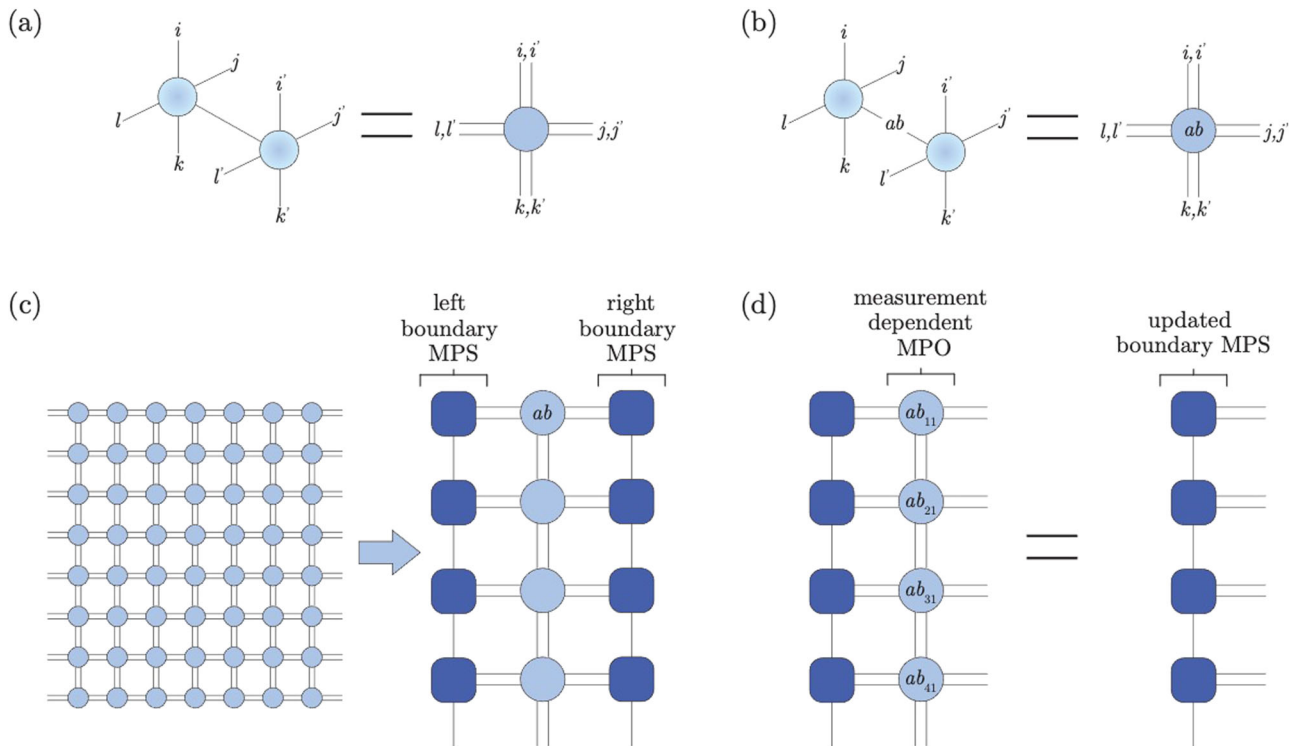 (a)
i
j
i'
j'
l
k
l'
k'
i,i'
l,l'
j,j'
k,k'
(b)
i
j
i'
j'
l
ab
k
l'
k'
i,i'
l,l'
ab
j,j'
k,k'
(c)
left
boundary
MPS
right
boundary
MPS
ab
(d)
measurement
dependent
MPO
updated
boundary MPS
ab₁₁
ab₂₁
ab₃₁
ab₄₁